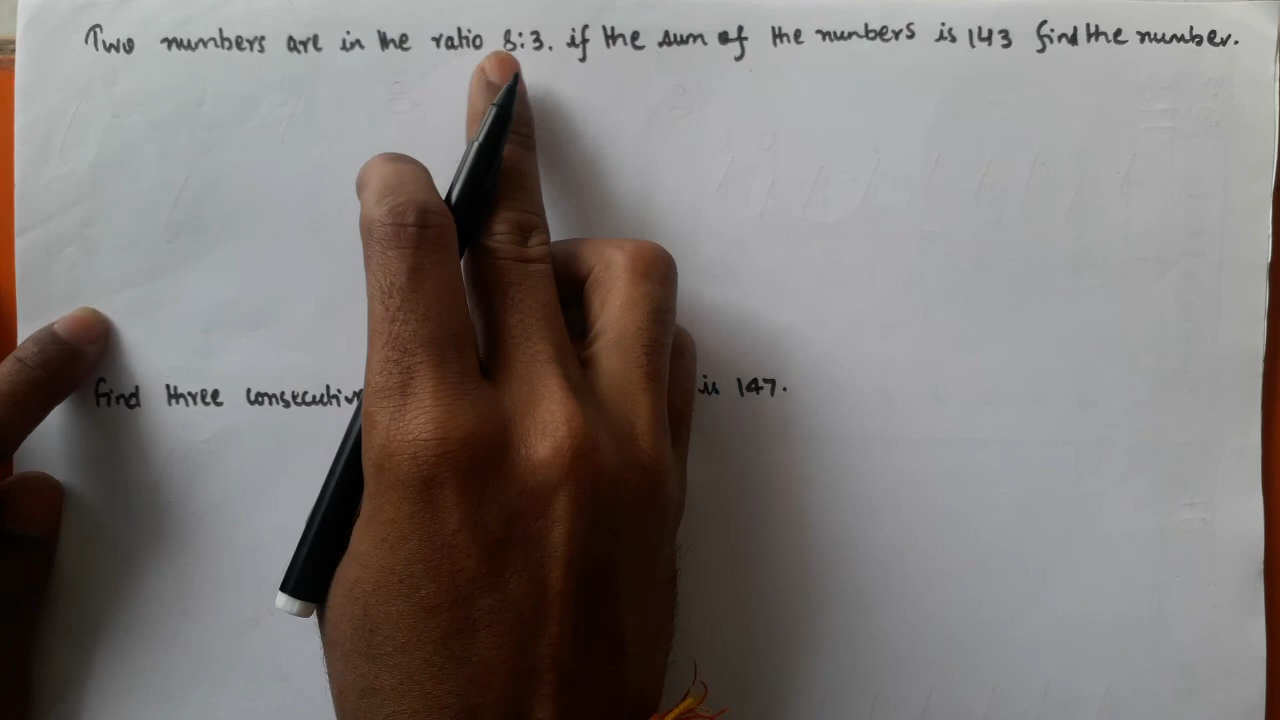 Two numbers are in the ratio 8:3. if the sum of the numbers is 143 find the number.
find three consecutiv is 147.